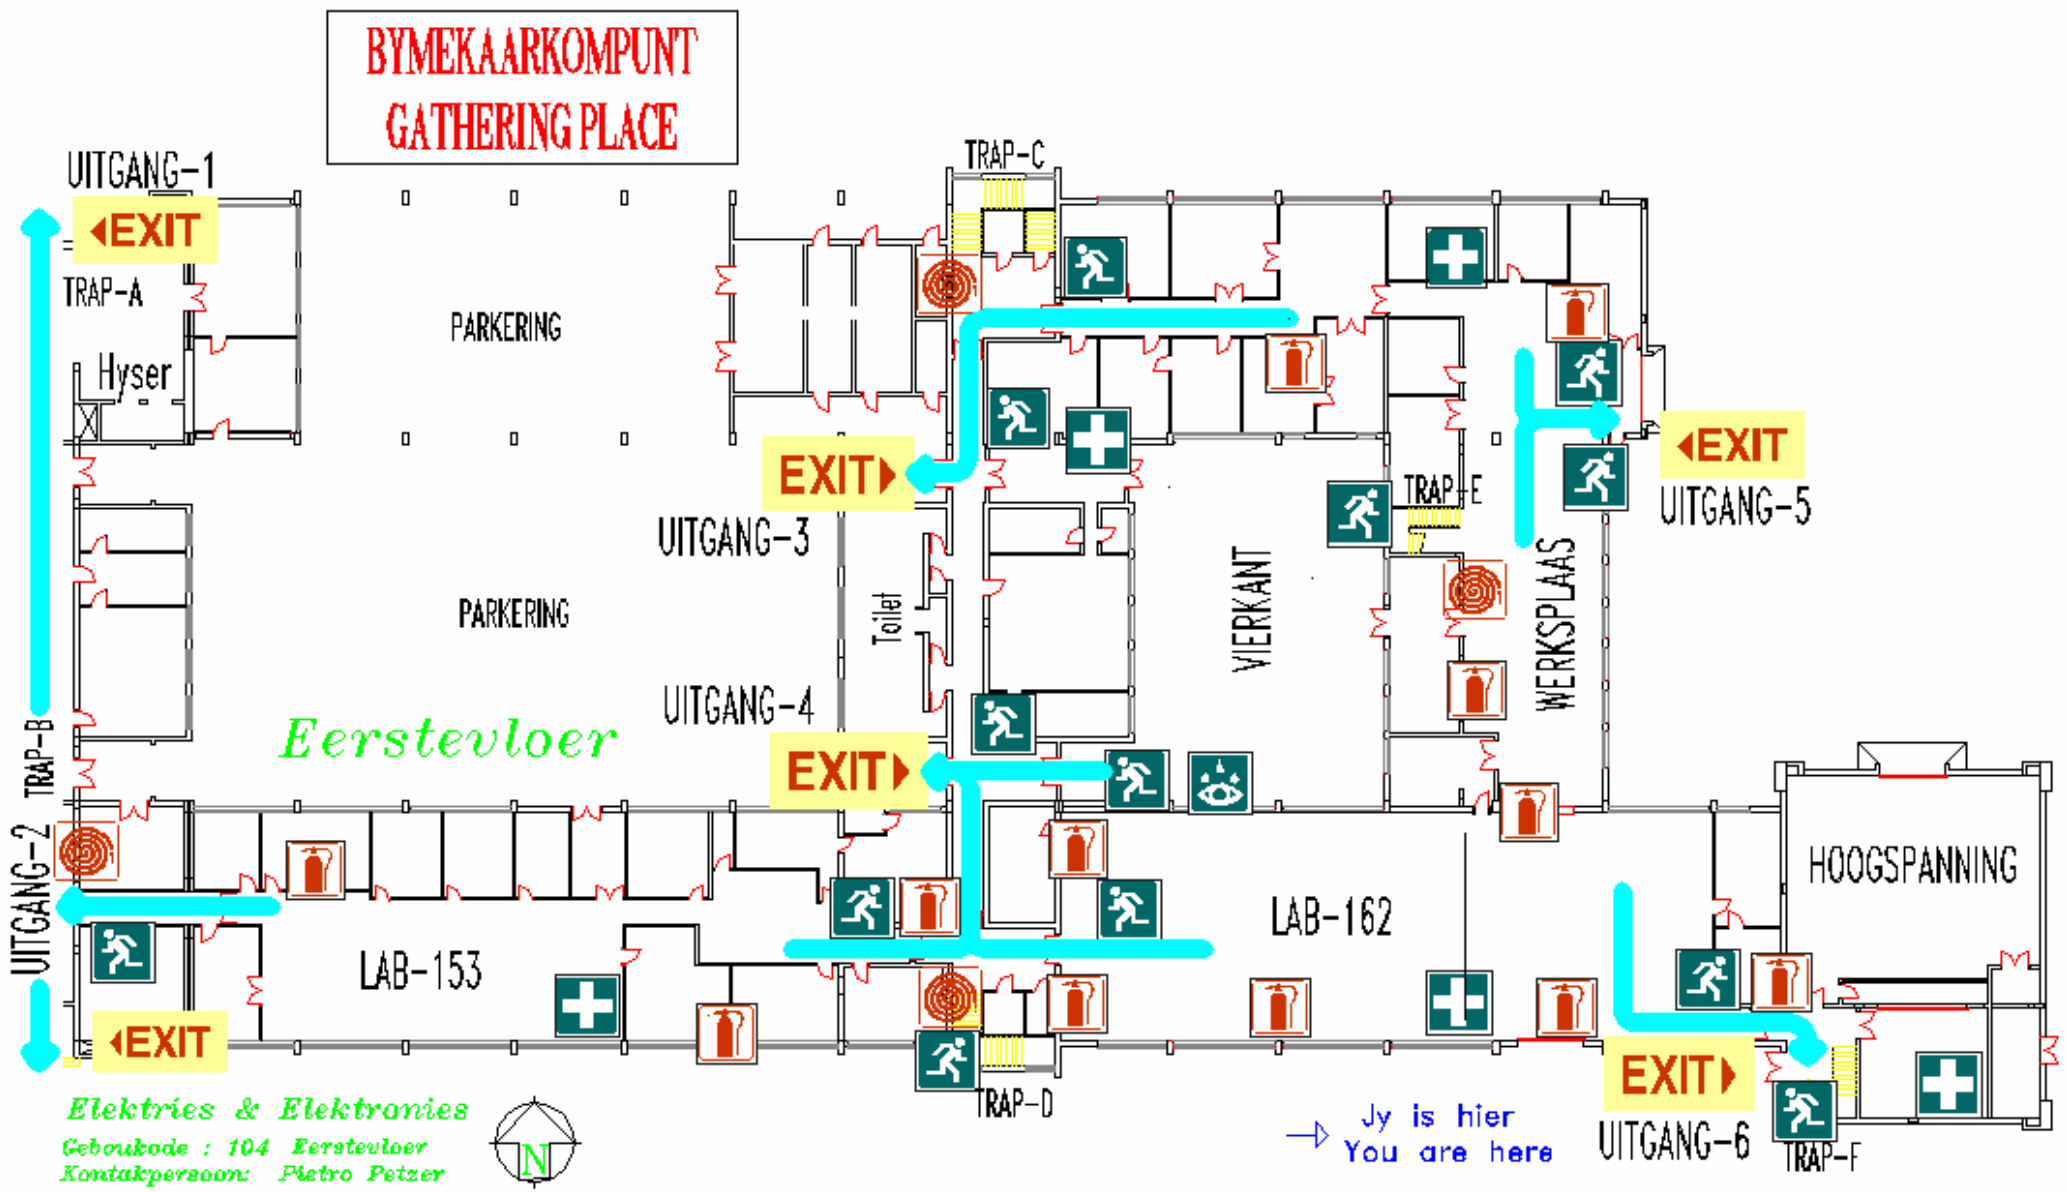 BYMEKAARKOMPUNT
GATHERING PLACE
UITGANG-1
EXIT
TRAP-A
Hyser
PARKERING
TRAP-C
EXIT
UITGANG-3
EXIT
UITGANG-5
TRAP-E
PARKERING
Toilet
VIERKANT
WERKSPLAAS
UITGANG-4
EXIT
Eerstevloer
TRAP-B
UITGANG-2
EXIT
LAB-153
LAB-162
HOOGSPANNING
TRAP-D
EXIT
UITGANG-6
TRAP-F
Elektries & Elektronies
Geboukode : 104 Eerstevloer
Kontakpersoon: Pietro Petzer
N
Jy is hier
You are here